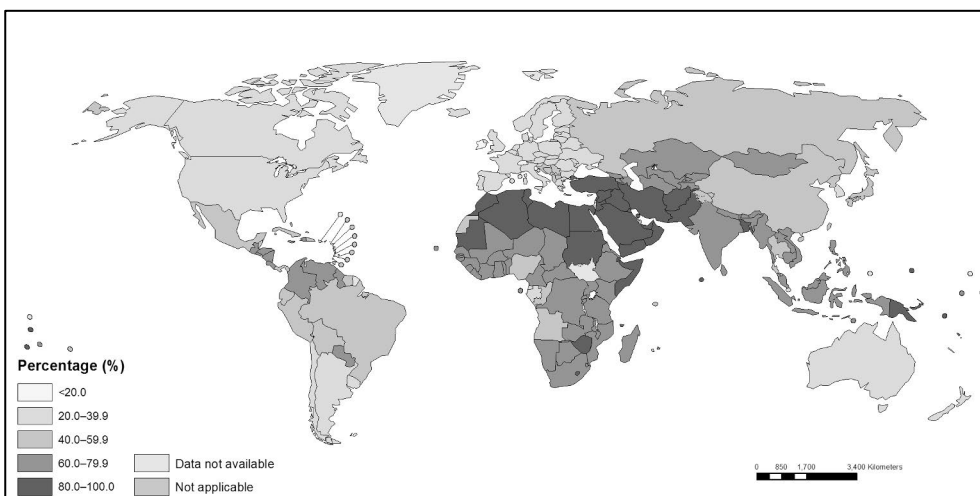 Percentage (%)
<20.0
20.0–39.9
40.0–59.9
60.0–79.9
80.0–100.0
Data not available
Not applicable
0 850 1,700 3,400 Kilometers